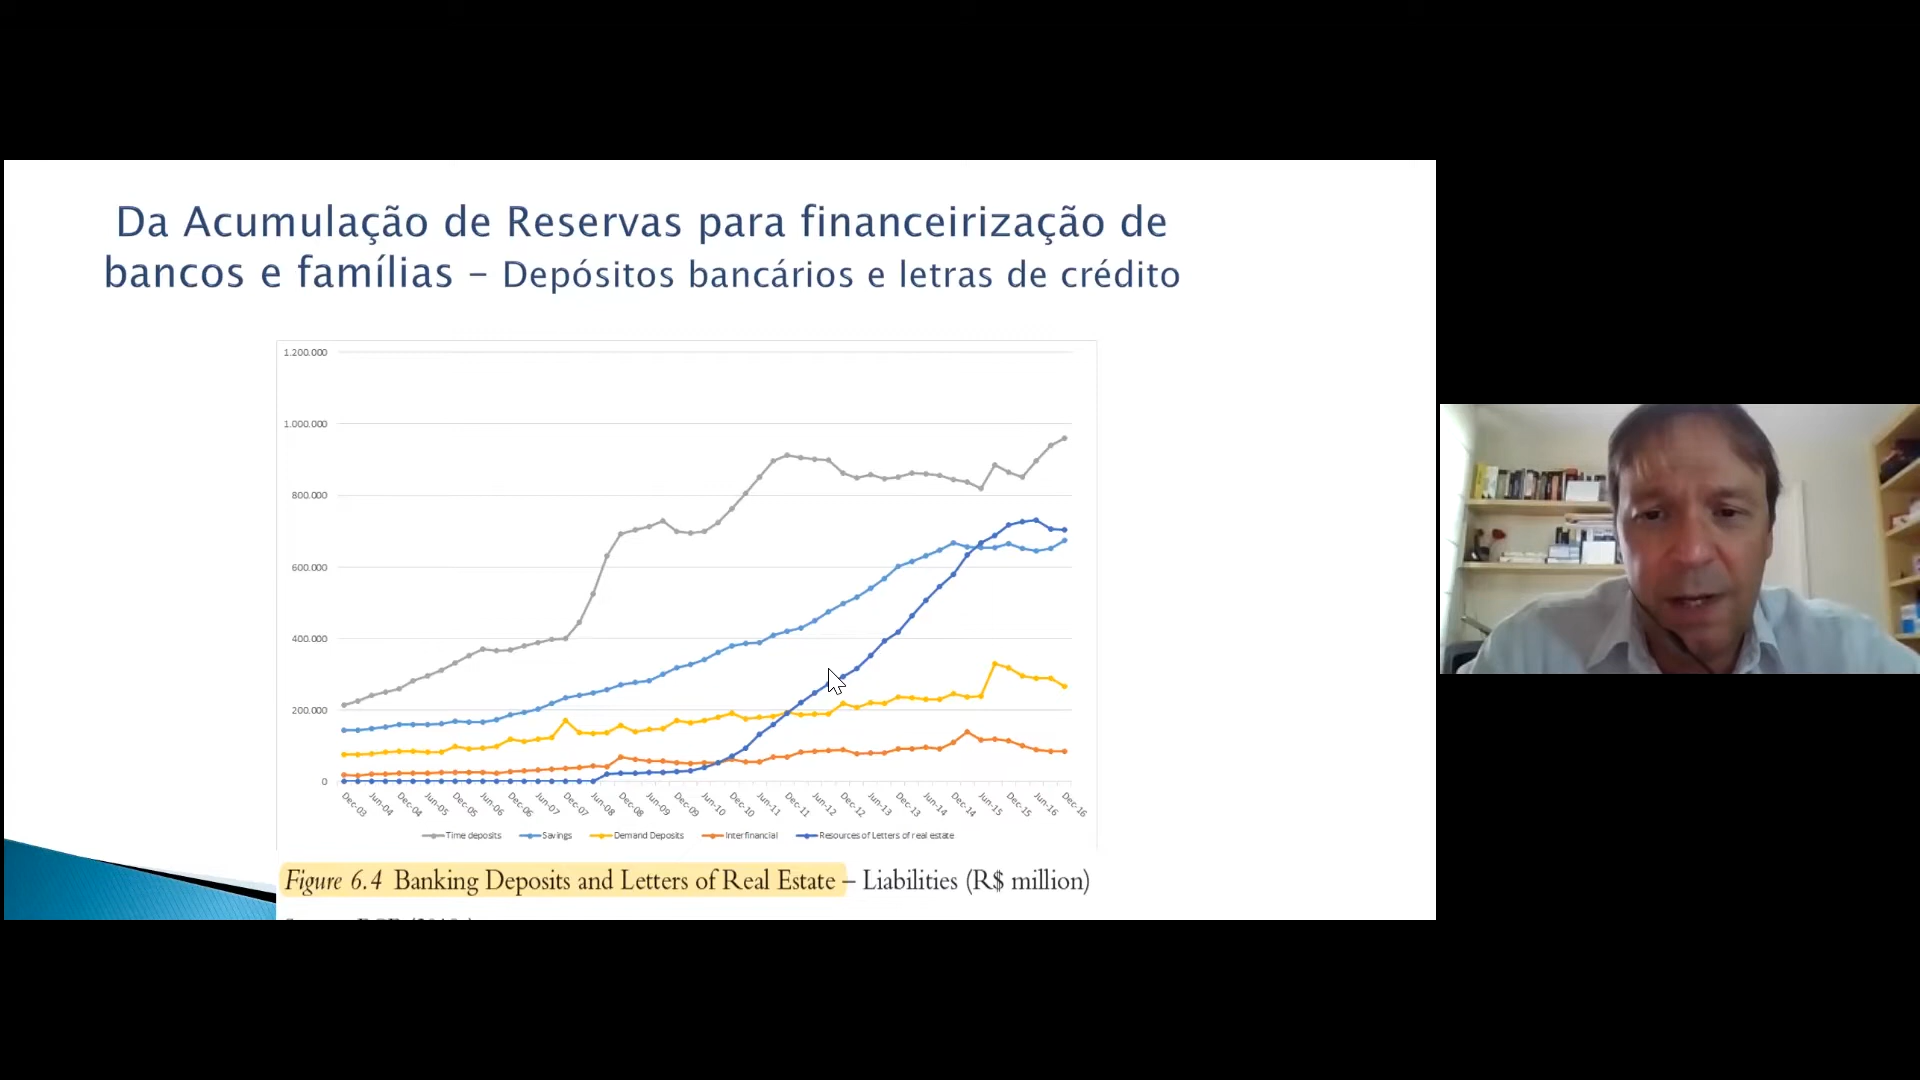 Da Acumulação de Reservas para financeirização de
bancos e famílias – Depósitos bancários e letras de crédito
1.200.000
1.000.000
800.000
600.000
400.000
200.000
0
Dec-03 Jun-04 Dec-04 Jun-05 Dec-05 Jun-06 Dec-06 Jun-07 Dec-07 Jun-08 Dec-08 Jun-09 Dec-09 Jun-10 Dec-10 Jun-11 Dec-11 Jun-12 Dec-12 Jun-13 Dec-13 Jun-14 Dec-14 Jun-15 Dec-15 Jun-16 Dec-16
Time deposits Savings Demand Deposits Interfinancial Resources of Letters of real estate
Figure 6.4 Banking Deposits and Letters of Real Estate – Liabilities (R$ million)